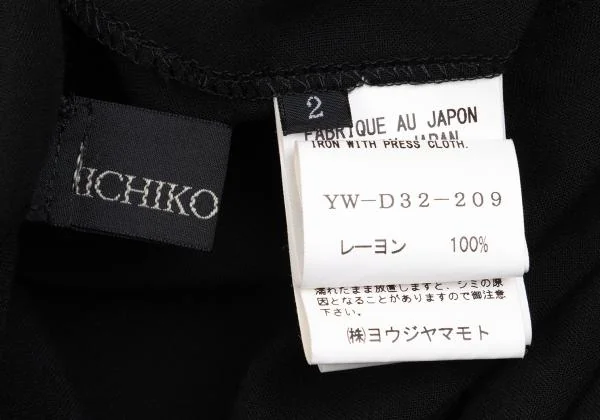 2
FABRIQUE AU JAPON
JAPAN
IRON WITH PRESS CLOTH.
ICHIKO
YW-D32-209
レーヨン 100%
濡れたまま放置しますと、シミの原
因となることがありますので御注意
下さい。
㈱ヨウジヤマモト